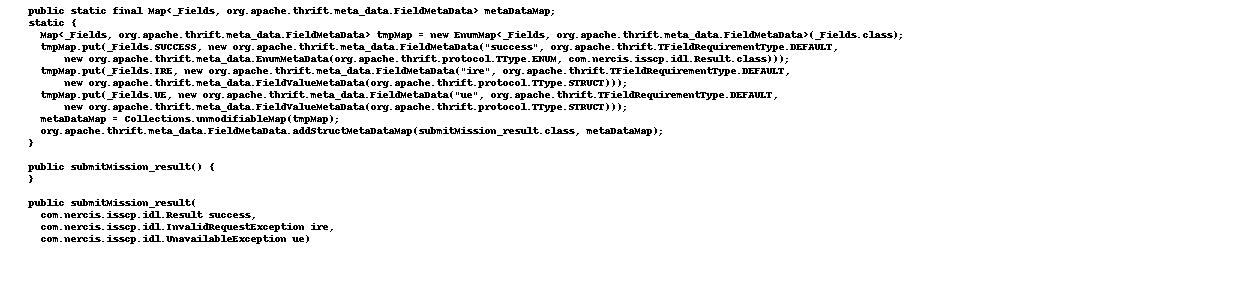 public static final Map<_Fields, org.apache.thrift.meta_data.FieldMetaData> metaDataMap;
static {
Map<_Fields, org.apache.thrift.meta_data.FieldMetaData> tmpMap = new EnumMap<_Fields, org.apache.thrift.meta_data.FieldMetaData>(_Fields.class);
tmpMap.put(_Fields.SUCCESS, new org.apache.thrift.meta_data.FieldMetaData("success", org.apache.thrift.TFieldRequirementType.DEFAULT,
new org.apache.thrift.meta_data.EnumMetaData(org.apache.thrift.protocol.TType.ENUM, com.nercis.isscp.idl.Result.class)));
tmpMap.put(_Fields.IRE, new org.apache.thrift.meta_data.FieldMetaData("ire", org.apache.thrift.TFieldRequirementType.DEFAULT,
new org.apache.thrift.meta_data.FieldValueMetaData(org.apache.thrift.protocol.TType.STRUCT)));
tmpMap.put(_Fields.UE, new org.apache.thrift.meta_data.FieldMetaData("ue", org.apache.thrift.TFieldRequirementType.DEFAULT,
new org.apache.thrift.meta_data.FieldValueMetaData(org.apache.thrift.protocol.TType.STRUCT)));
metaDataMap = Collections.unmodifiableMap(tmpMap);
org.apache.thrift.meta_data.FieldMetaData.addStructMetaDataMap(submitMission_result.class, metaDataMap);
}
public submitMission_result() {
}
public submitMission_result(
com.nercis.isscp.idl.Result success,
com.nercis.isscp.idl.InvalidRequestException ire,
com.nercis.isscp.idl.UnavailableException ue)